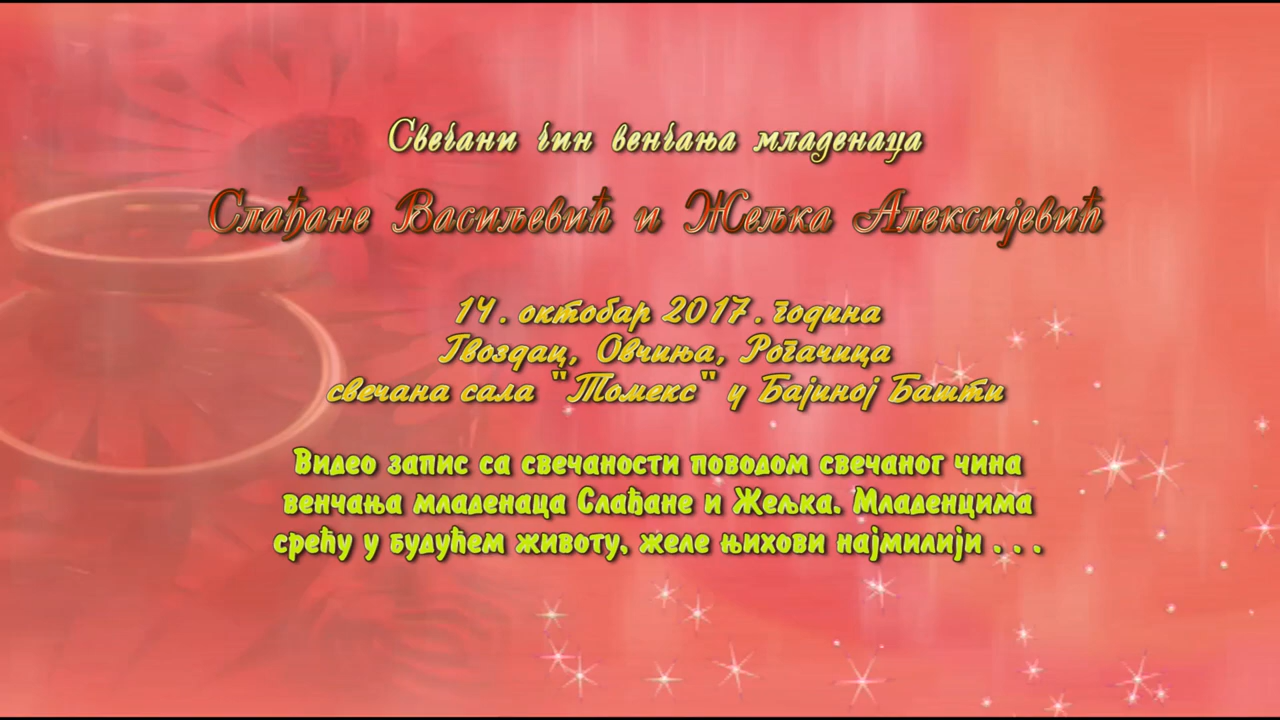 Свечани чин венчања младенаца
Слађане Васиљевић и Жељка Алексијевић
14. октобар 2017. година
Гвоздац, Овчиња, Рогачица
свечана сала "Томекс" у Бајиној Башти
Видео запис са свечаности поводом свечаног чина
венчања младенаца Слађане и Жељка. Младенцима
срећу у будућем животу, желе њихови најмилији . . .